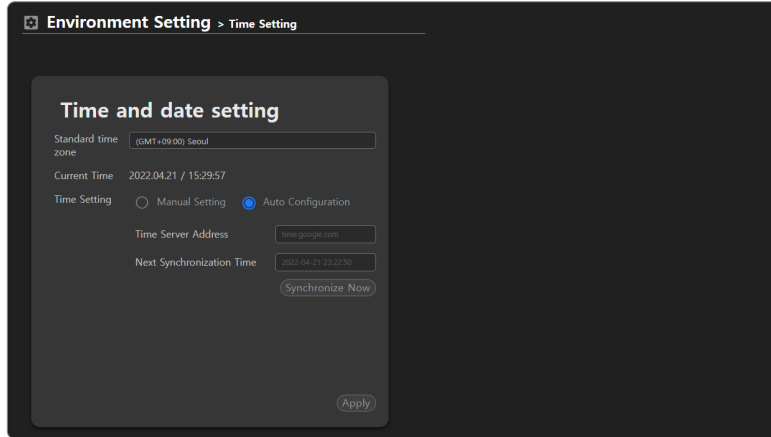 Environment Setting > Time Setting
Time and date setting
Standard time zone
(GMT+09:00) Seoul
Current Time 2022.04.21 / 15:29:57
Time Setting Manual Setting Auto Configuration
Time Server Address time.google.com
Next Synchronization Time 2022-04-21 23:22:50
Synchronize Now
Apply